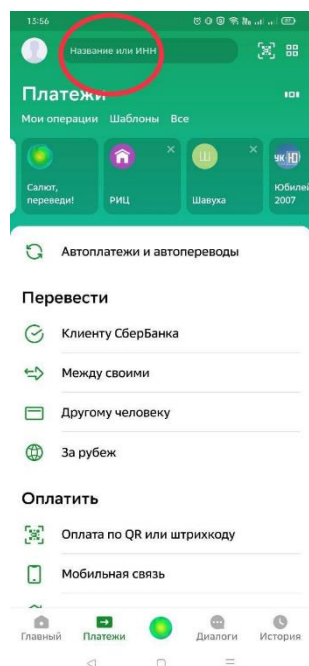 15:56
Название или ИНН
Платежи
Мои операции Шаблоны Все
Салют,
переведи!
РИЦ
Ш
Шавуха
УК Ю
Юбилей
2007
Автоплатежи и автопереводы
Перевести
Клиенту СберБанка
Между своими
Другому человеку
За рубеж
Оплатить
Оплата по QR или штрихкоду
Мобильная связь
Главный Платежи Диалоги История